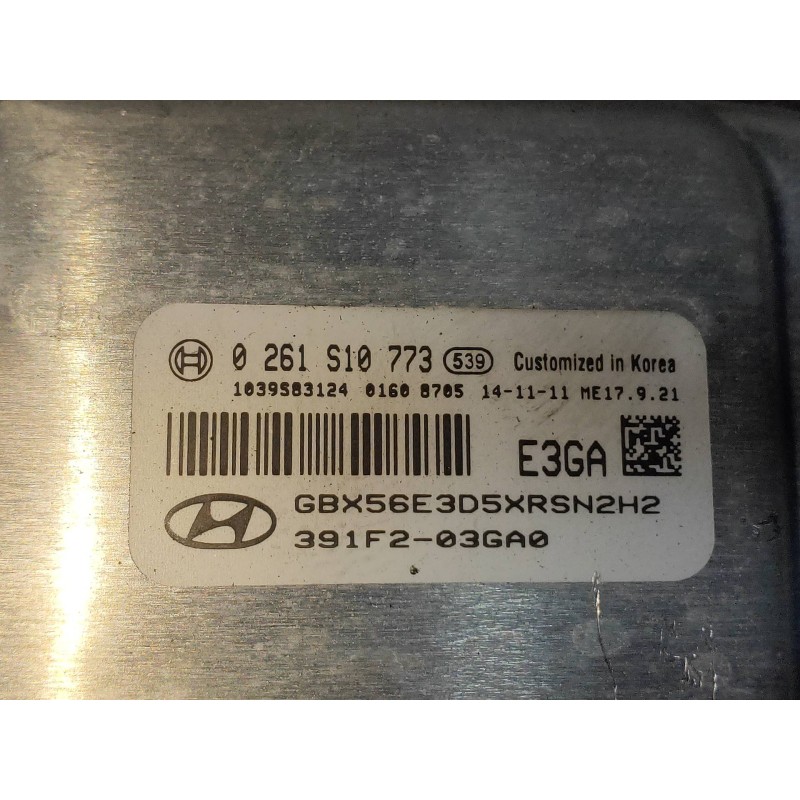 0 261 S10 773 539 Customized in Korea
1039S83124 0160 8705 14-11-11 ME17.9.21
E3GA
GBX56E3D5XRSN2H2
391F2-03GA0